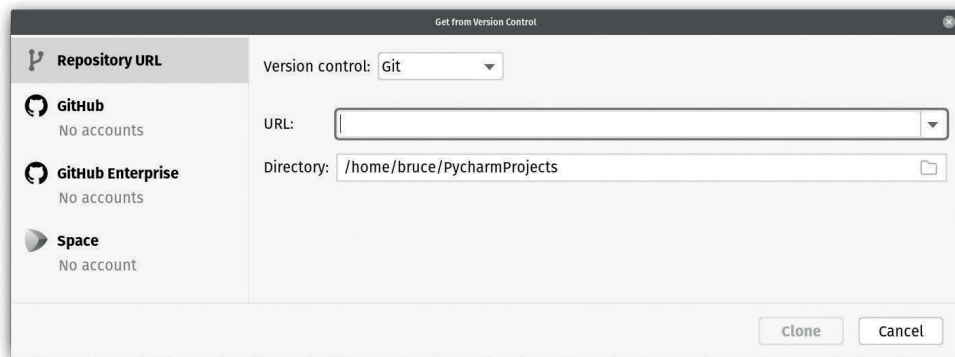 Get from Version Control
Repository URL
GitHub
No accounts
GitHub Enterprise
No accounts
Space
No account
Version control: Git
URL:
Directory: /home/bruce/PycharmProjects
Clone Cancel